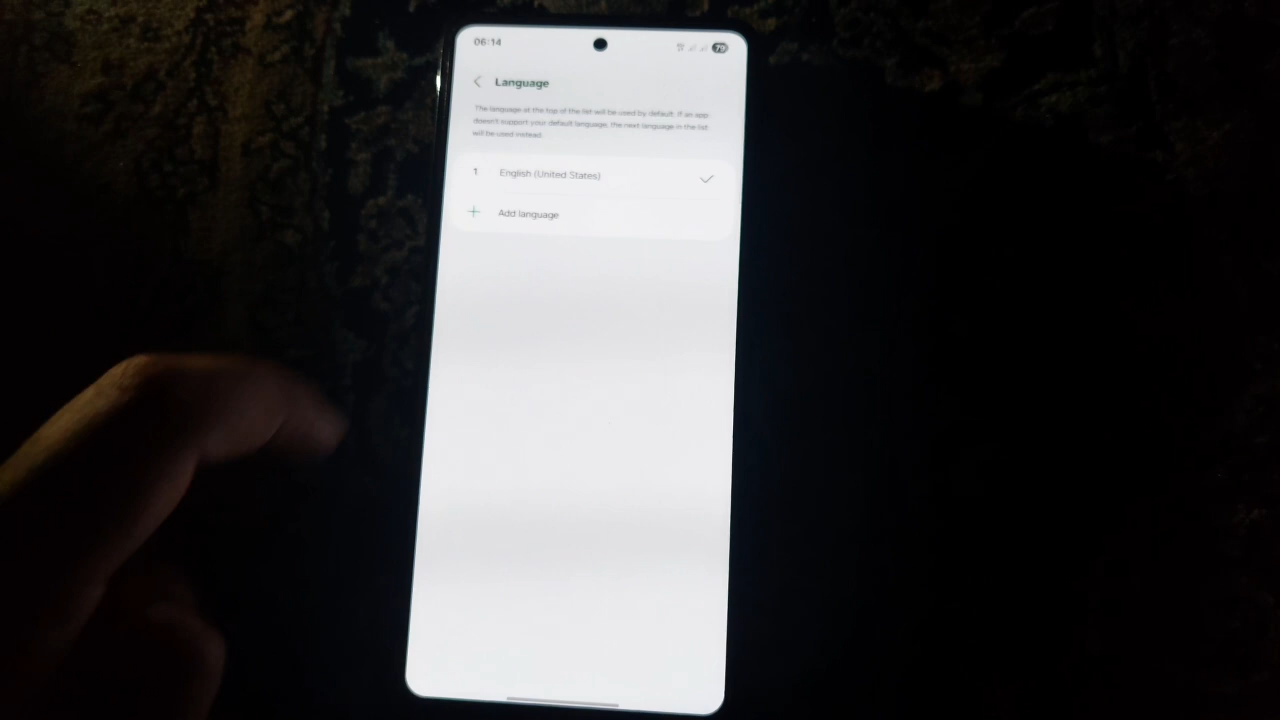 06:14
79
Language
The language at the top of the list will be used by default. If an app
doesn't support your default language, the next language in the list
will be used instead.
1 English (United States)
Add language